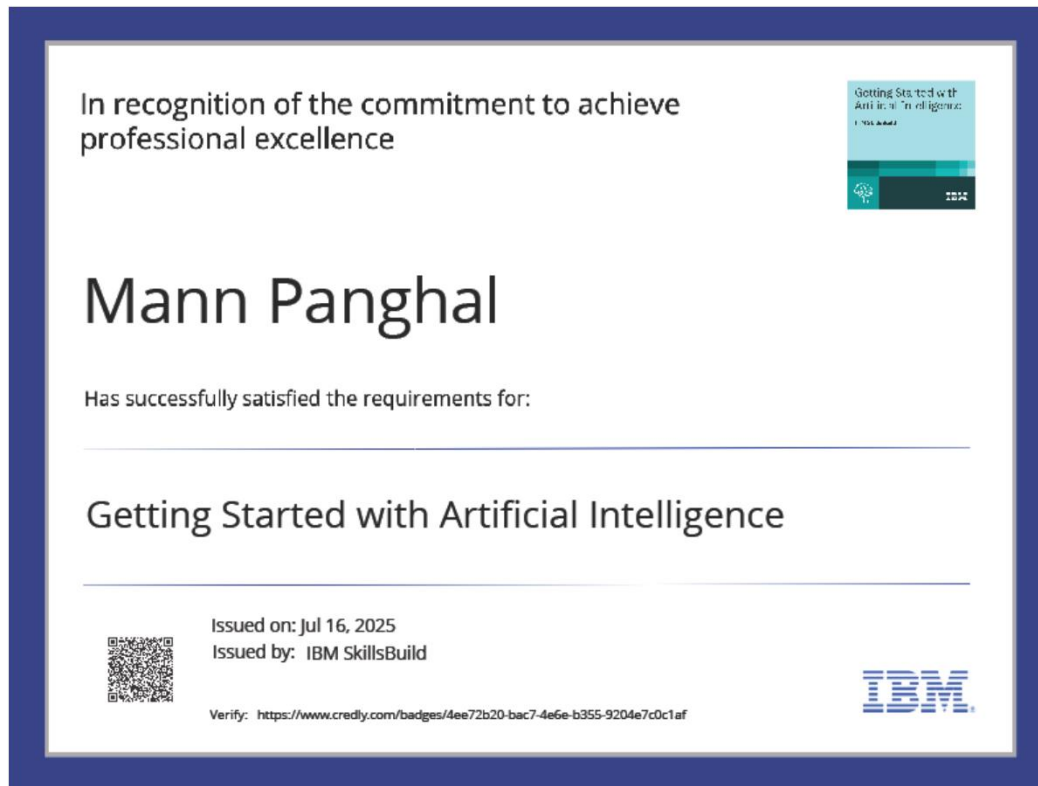 In recognition of the commitment to achieve
professional excellence
Getting Started with
Artificial Intelligence
IBM
Mann Panghal
Has successfully satisfied the requirements for:
Getting Started with Artificial Intelligence
Issued on: Jul 16, 2025
Issued by: IBM SkillsBuild
Verify: https://www.credly.com/badges/4ee72b20-bac7-4e6e-b355-9204e7c0c1af
IBM